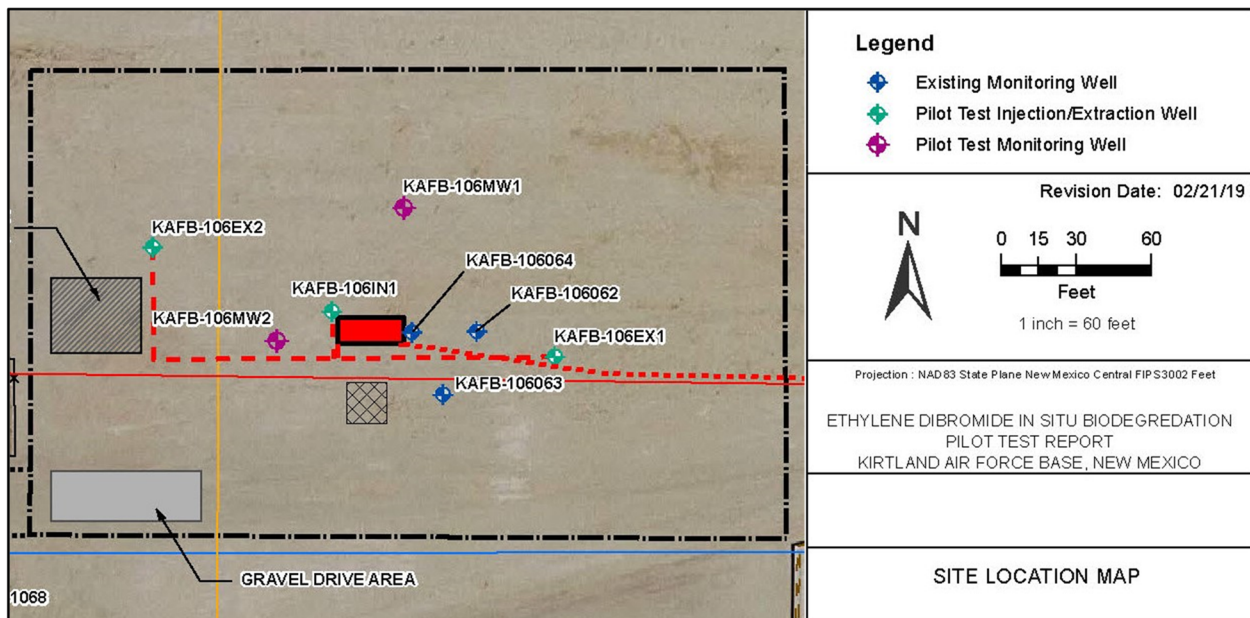 KAFB-106MW1
KAFB-106EX2
KAFB-106064
KAFB-106IN1
KAFB-106062
KAFB-106MW2
KAFB-106EX1
KAFB-106063
GRAVEL DRIVE AREA
1068
Legend
Existing Monitoring Well
Pilot Test Injection/Extraction Well
Pilot Test Monitoring Well
Revision Date: 02/21/19
N
0 15 30 60
Feet
1 inch = 60 feet
Projection : NAD83 State Plane New Mexico Central FIPS3002 Feet
ETHYLENE DIBROMIDE IN SITU BIODEGREDATION
PILOT TEST REPORT
KIRTLAND AIR FORCE BASE, NEW MEXICO
SITE LOCATION MAP